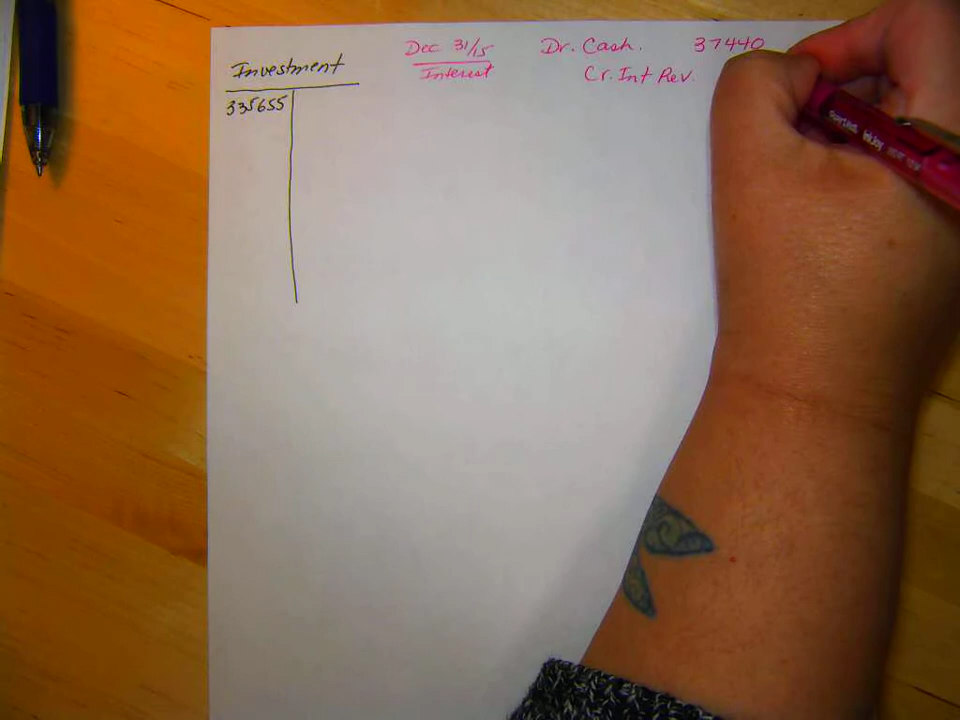 Investment
335655
Dec 31/15
Interest
Dr. Cash. 37440
Cr. Int Rev.